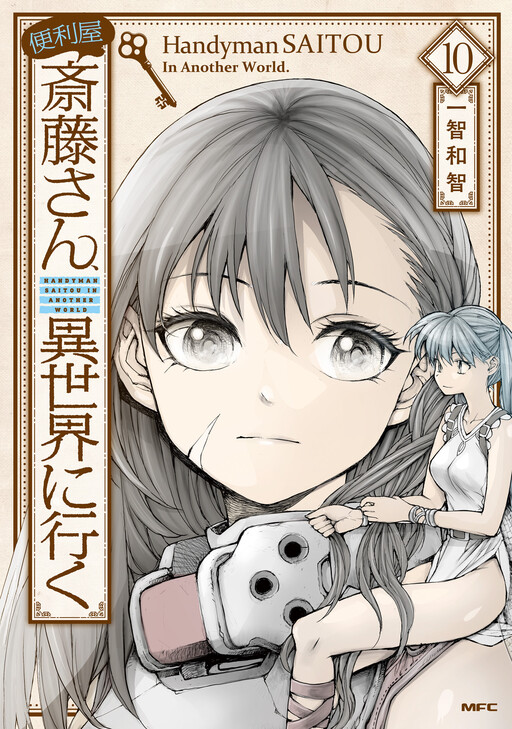 便利屋
斎藤さん、
異世界に行く
HANDYMAN
SAITOU IN
ANOTHER
WORLD
Handyman SAITOU
In Another World.
10
一智和智
MFC